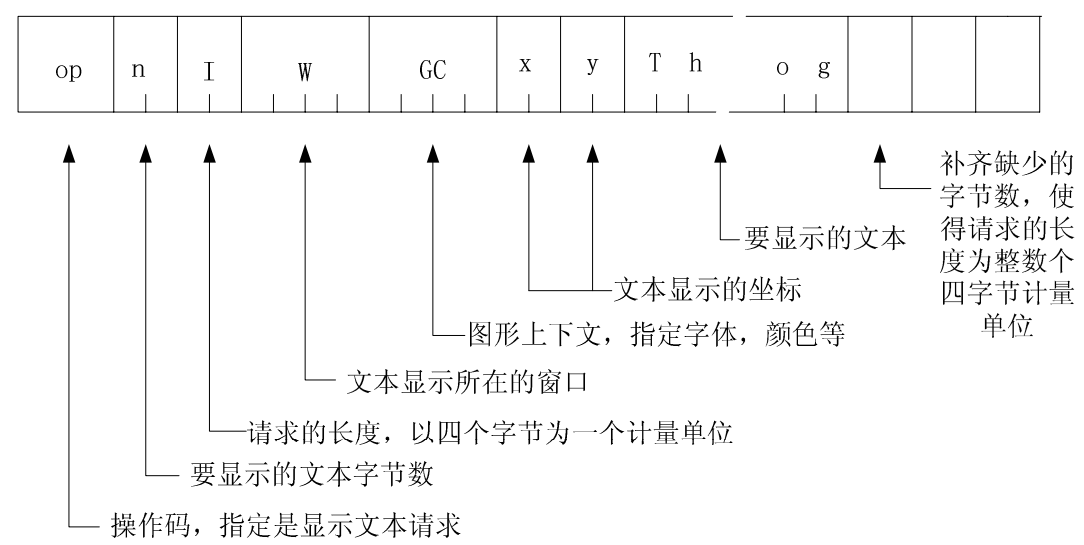 op n I W GC x y T h o g
补齐缺少的
字节数，使
得请求的长
度为整数个
四字节计量
单位
要显示的文本
文本显示的坐标
图形上下文，指定字体，颜色等
文本显示所在的窗口
请求的长度，以四个字节为一个计量单位
要显示的文本字节数
操作码，指定是显示文本请求